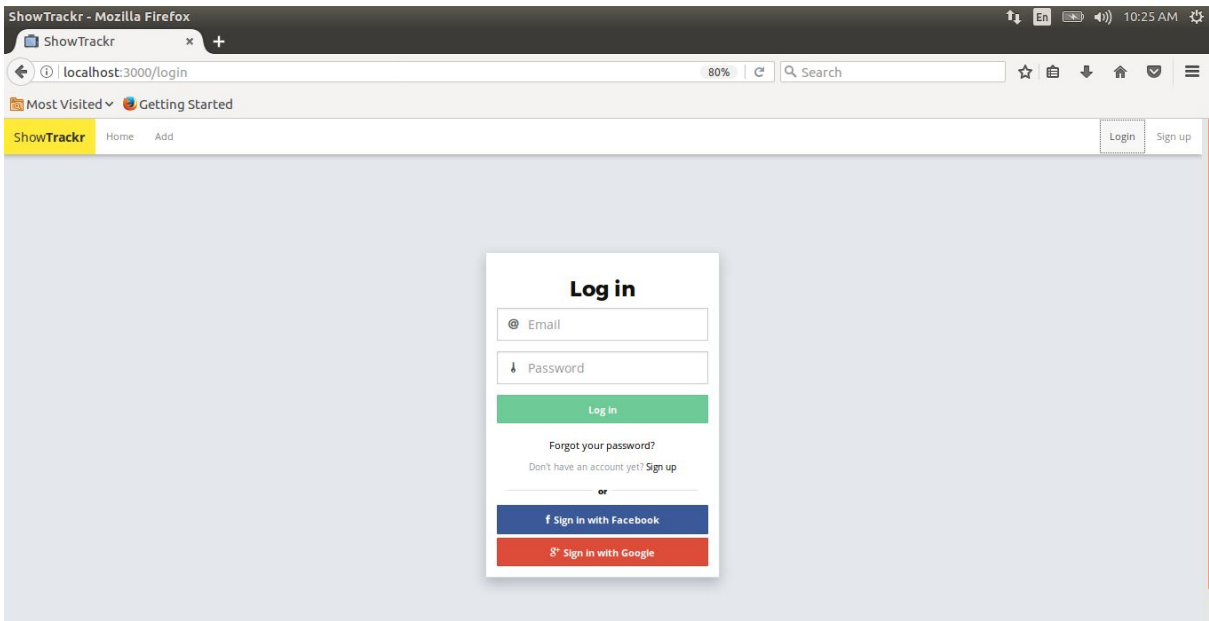 ShowTrackr - Mozilla Firefox
En
10:25 AM
ShowTrackr × +
localhost:3000/login
80%
Search
Most Visited
Getting Started
ShowTrackr
Home
Add
Login
Sign up
Log in
@ Email
Password
Log in
Forgot your password?
Don't have an account yet? Sign up
or
f Sign in with Facebook
g+ Sign in with Google